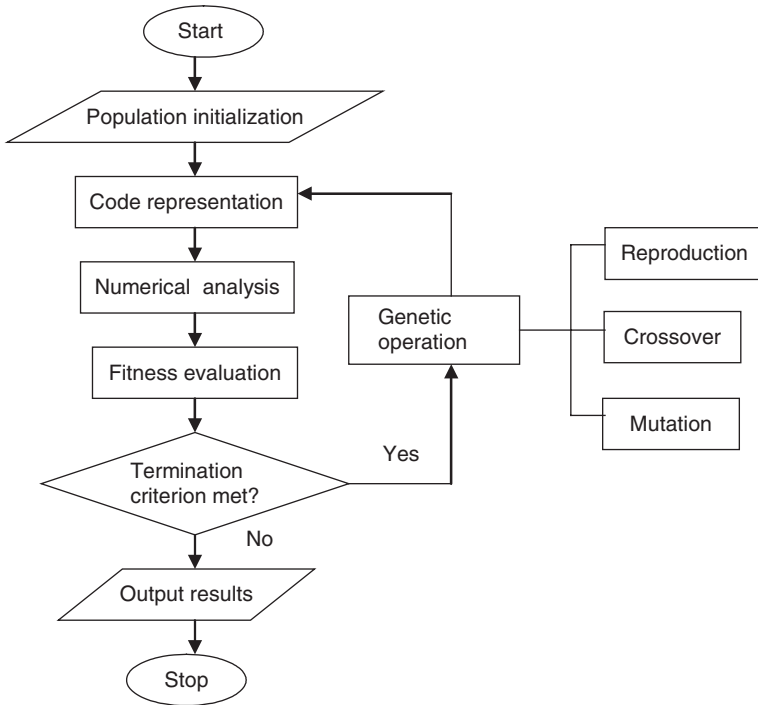 Start
Population initialization
Code representation
Numerical analysis
Fitness evaluation
Termination
criterion met?
Yes
No
Output results
Stop
Genetic
operation
Reproduction
Crossover
Mutation